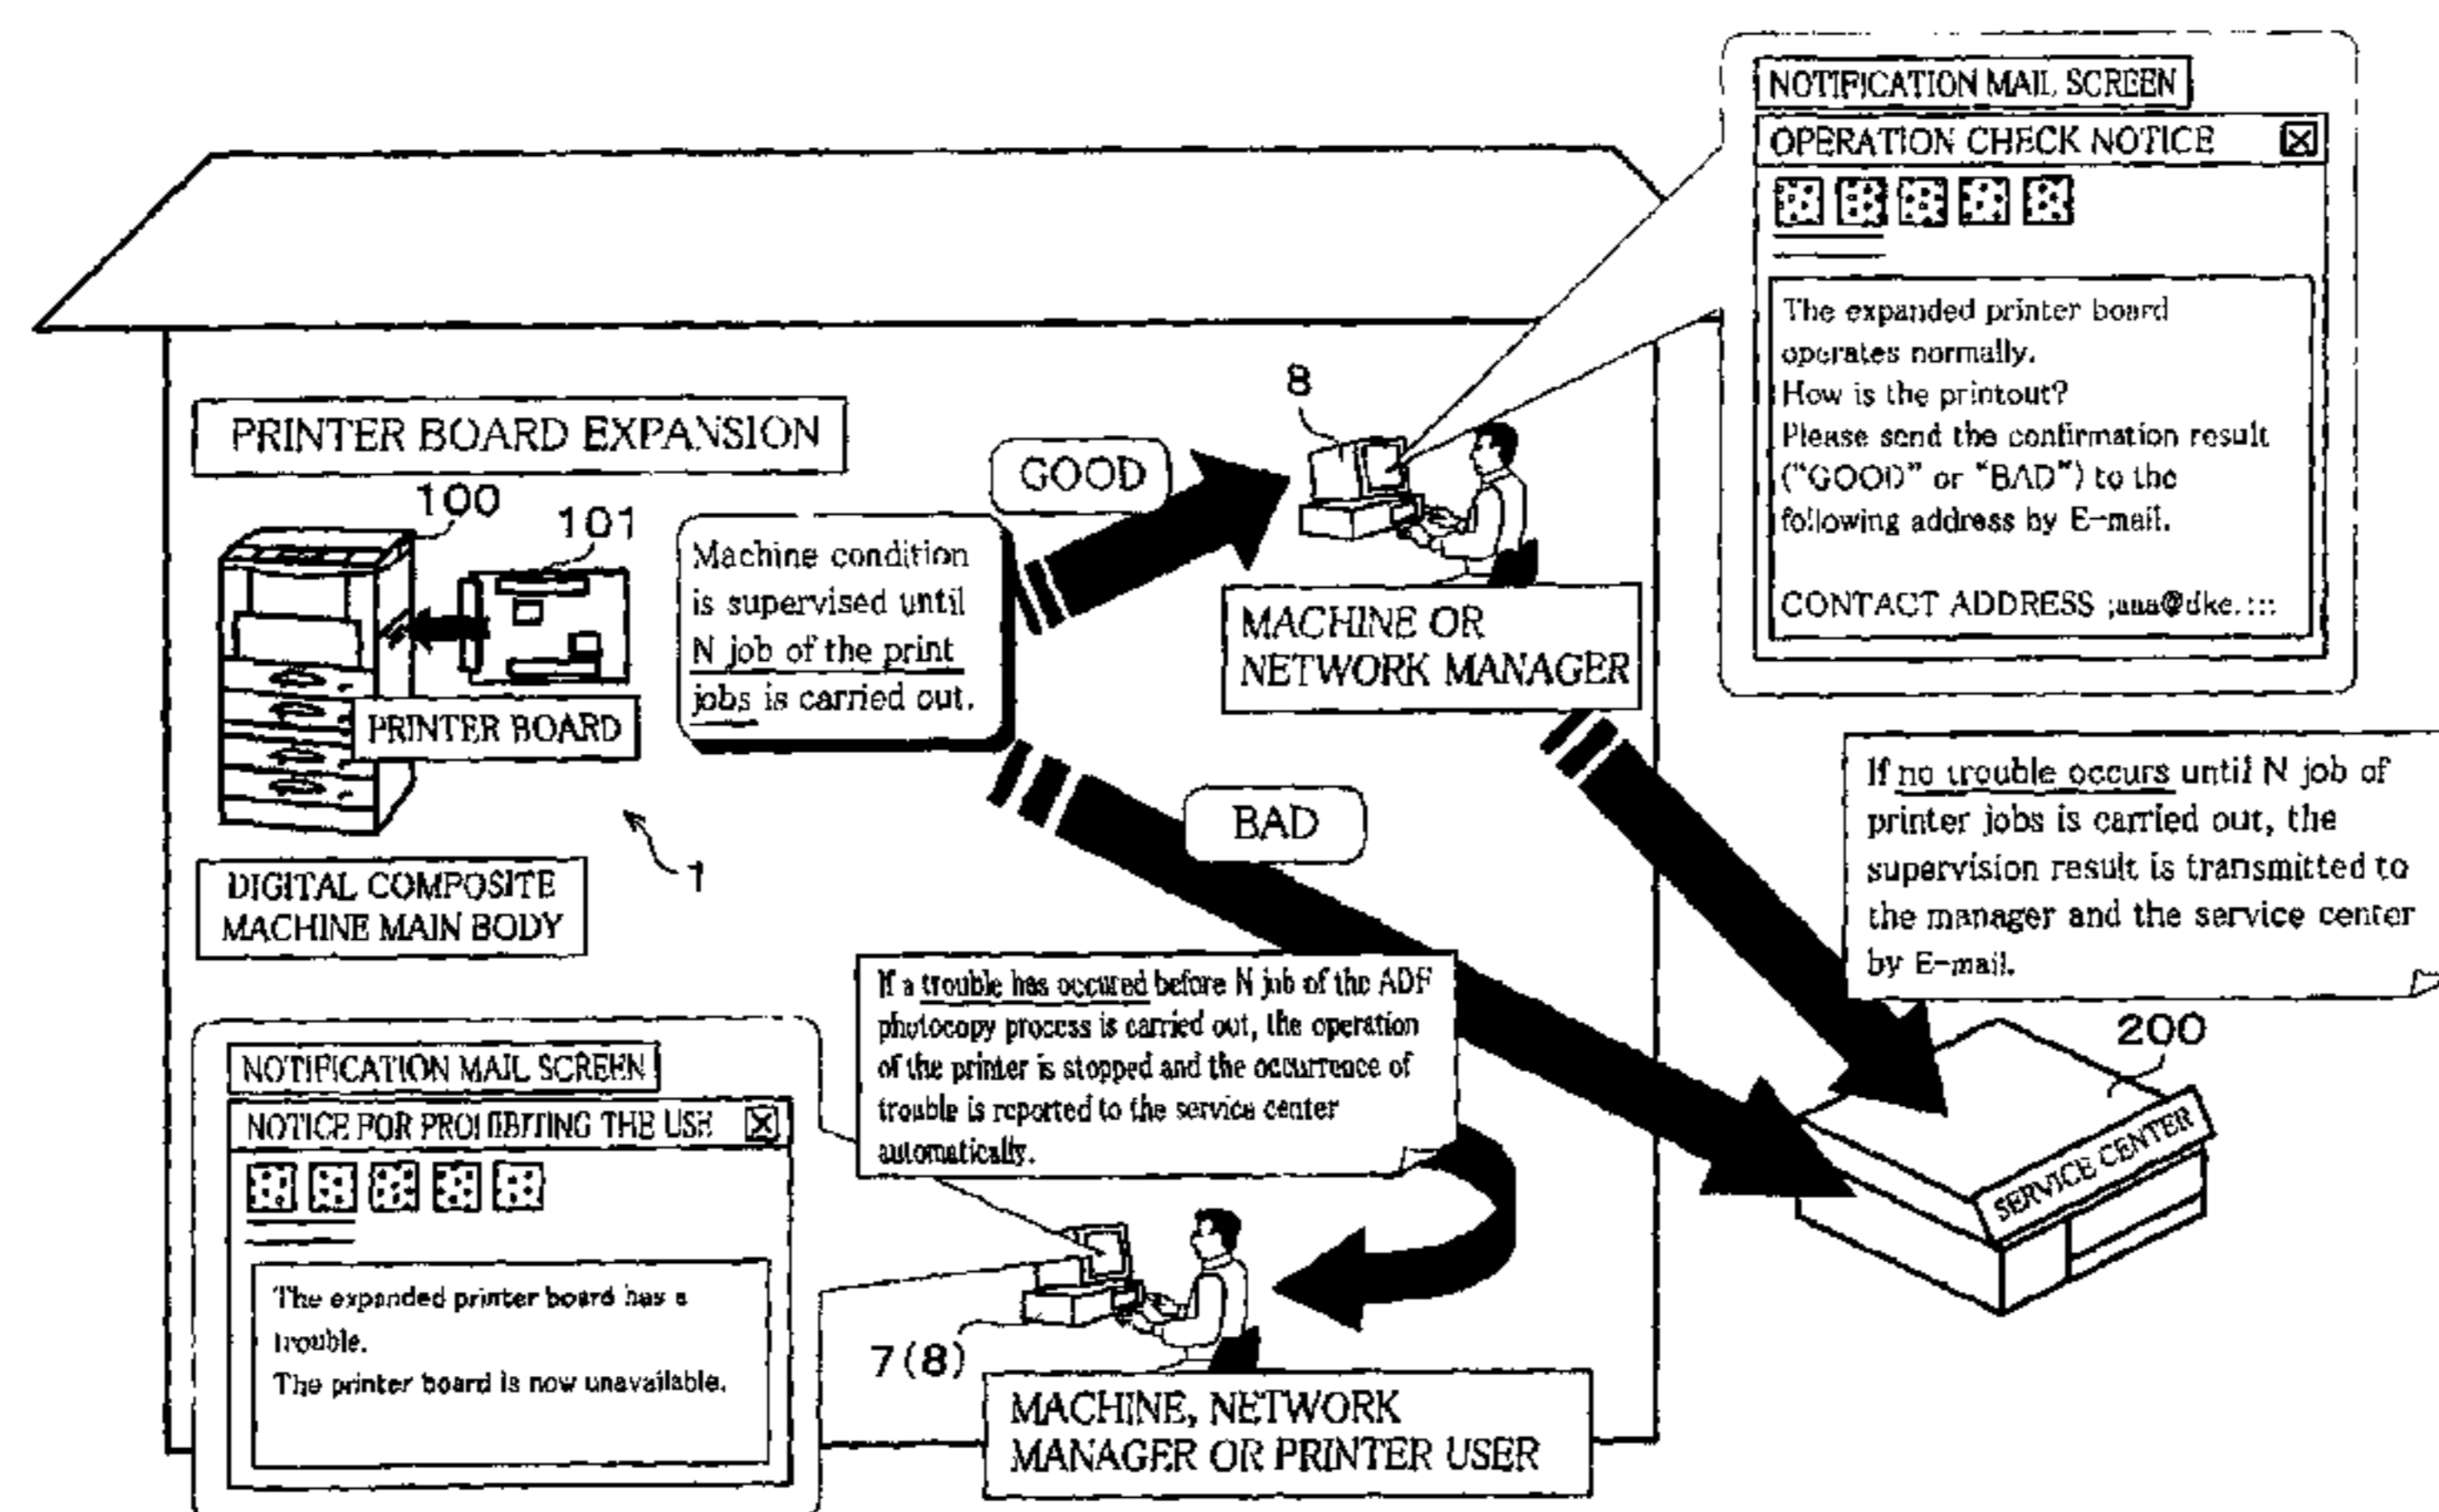 NOTIFICATION MAIL SCREEN
OPERATION CHECK NOTICE
The expanded printer board
operates normally.
How is the printout?
Please send the confirmation result
("GOOD" or "BAD") to the
following address by E-mail.
CONTACT ADDRESS
PRINTER BOARD EXPANSION
100
101
PRINTER BOARD
1
DIGITAL COMPOSITE
MACHINE MAIN BODY
Machine condition
is supervised until
N job of the print
jobs is carried out.
GOOD
8
MACHINE OR
NETWORK MANAGER
BAD
If no trouble occurs until N job of
printer jobs is carried out, the
supervision result is transmitted to
the manager and the service center
by E-mail.
If a trouble has occured before N job of the ADF
photocopy process is carried out, the operation
of the printer is stopped and the occurrence of
trouble is reported to the service center
automatically.
200
SERVICE CENTER
NOTIFICATION MAIL SCREEN
NOTICE FOR PROHIBITING THE USE
The expanded printer board has a
trouble.
The printer board is now unavailable.
7(8)
MACHINE, NETWORK
MANAGER OR PRINTER USER